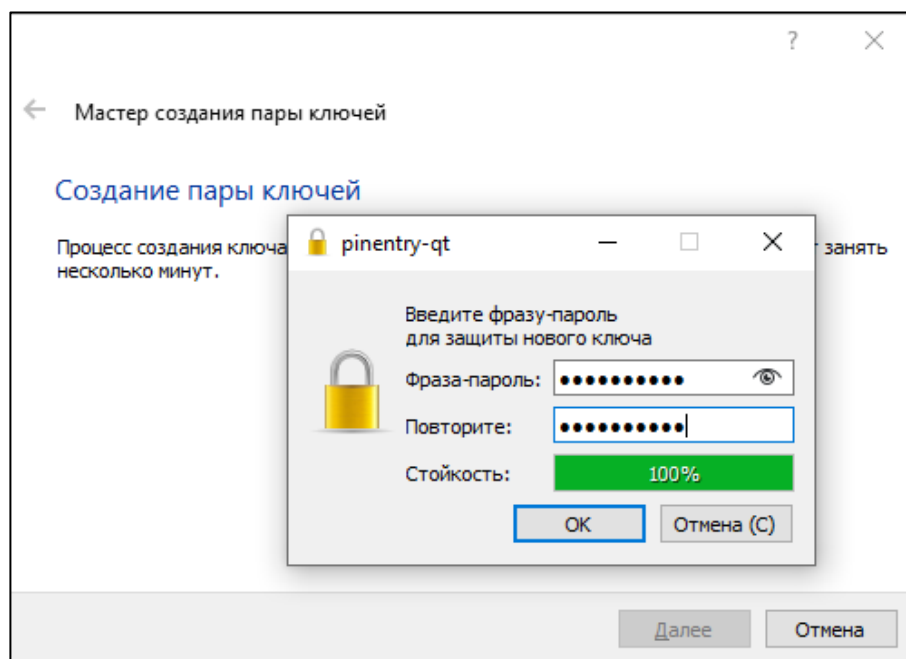 Мастер создания пары ключей
Создание пары ключей
Процесс создания ключа
занять
несколько минут.
pinentry-qt
Введите фразу-пароль
для защиты нового ключа
Фраза-пароль:
Повторите:
Стойкость: 100%
OK Отмена (C)
Далее Отмена